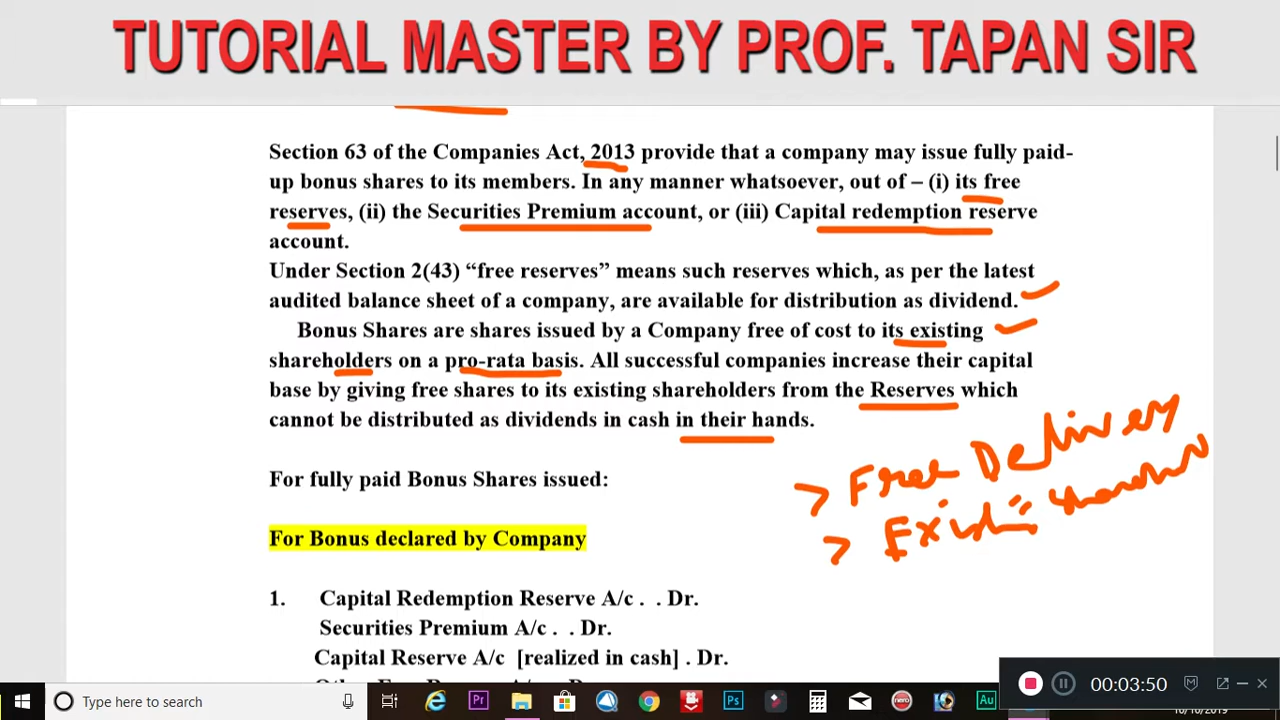 TUTORIAL MASTER BY PROF. TAPAN SIR
Section 63 of the Companies Act, 2013 provide that a company may issue fully paid-
up bonus shares to its members. In any manner whatsoever, out of – (i) its free
reserves, (ii) the Securities Premium account, or (iii) Capital redemption reserve
account.
Under Section 2(43) “free reserves” means such reserves which, as per the latest
audited balance sheet of a company, are available for distribution as dividend.
Bonus Shares are shares issued by a Company free of cost to its existing
shareholders on a pro-rata basis. All successful companies increase their capital
base by giving free shares to its existing shareholders from the Reserves which
cannot be distributed as dividends in cash in their hands.
> Free Delivery
For fully paid Bonus Shares issued:
>
For Bonus declared by Company
1. Capital Redemption Reserve A/c . . Dr.
Securities Premium A/c . . Dr.
Capital Reserve A/c [realized in cash] . Dr.
00:03:50
Type here to search
Pr
Ps
nero
Au